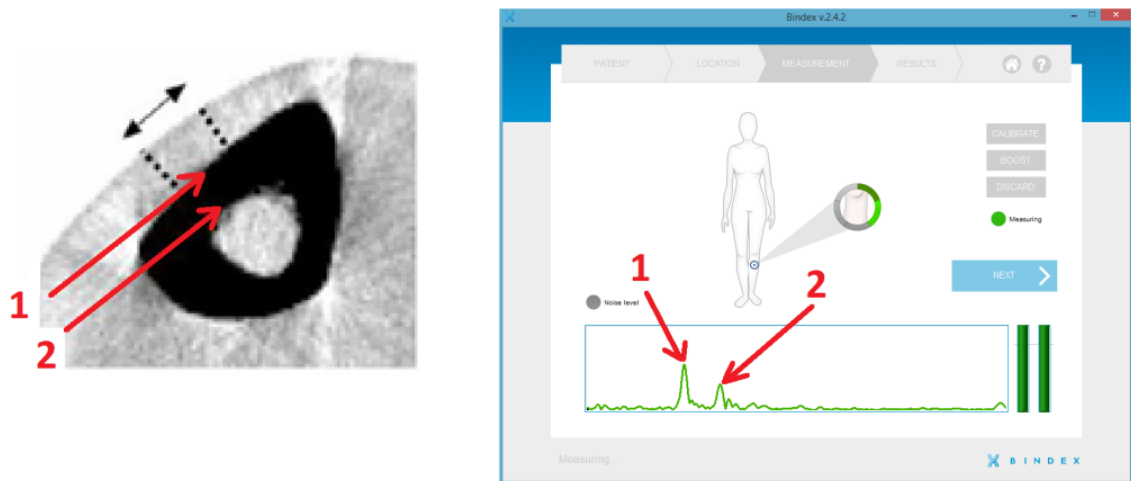 1
2
Bindex v.2.4.2
PATIENT
LOCATION
MEASUREMENT
RESULTS
?
CALIBRATE
BOOST
DISCARD
Measuring
NEXT
Noise level
1
2
Measuring...
BINDEX